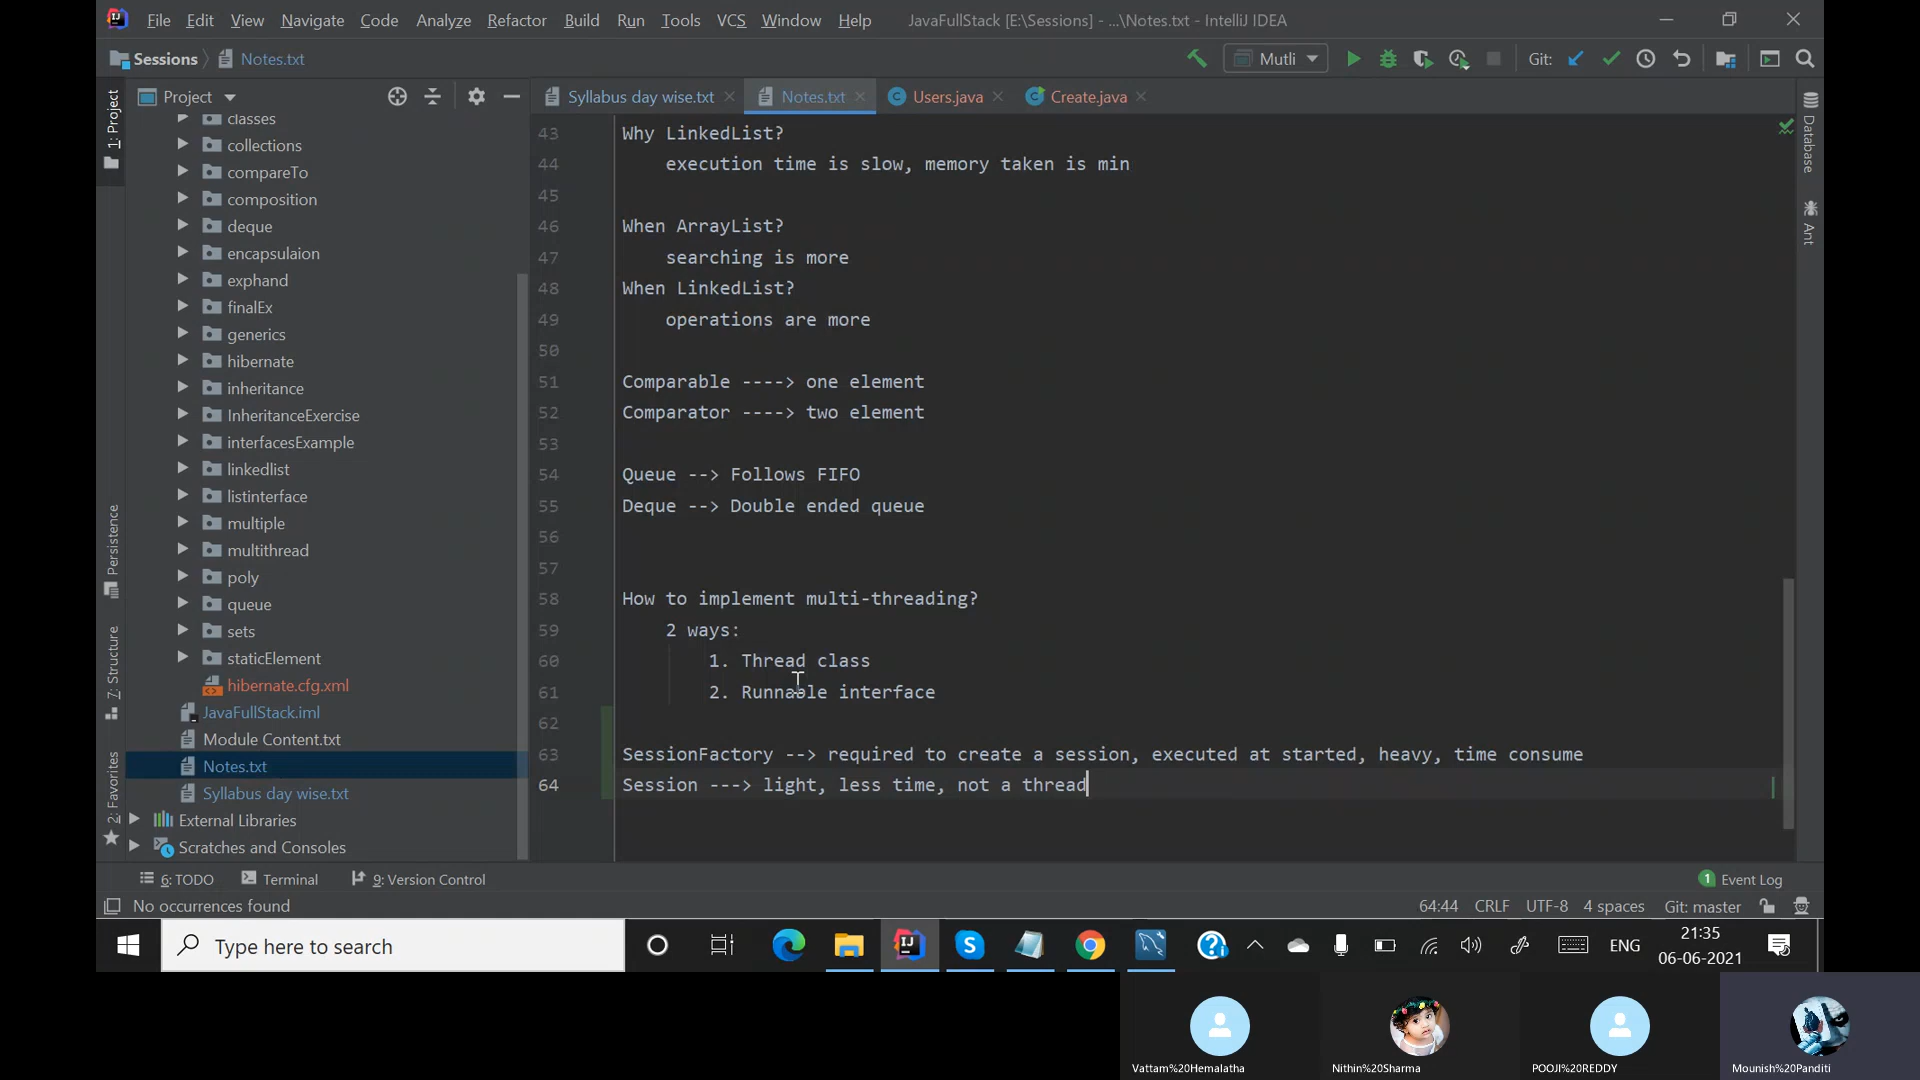 File Edit View Navigate Code Analyze Refactor Build Run Tools VCS Window Help JavaFullStack [E:\Sessions] - ...\Notes.txt - IntelliJ IDEA
Sessions Notes.txt Mutli Git:
Project Syllabus day wise.txt Notes.txt Users.java Create.java
1: Project
Persistence
7: Structure
2: Favorites
classes
collections
compareTo
composition
deque
encapsulaion
exphand
finalEx
generics
hibernate
inheritance
InheritanceExercise
interfacesExample
linkedlist
listinterface
multiple
multithread
poly
queue
sets
staticElement
hibernate.cfg.xml
JavaFullStack.iml
Module Content.txt
Notes.txt
Syllabus day wise.txt
External Libraries
Scratches and Consoles
43 Why LinkedList?
44 execution time is slow, memory taken is min
45
46 When ArrayList?
47 searching is more
48 When LinkedList?
49 operations are more
50
51 Comparable ----> one element
52 Comparator ----> two element
53
54 Queue --> Follows FIFO
55 Deque --> Double ended queue
56
57
58 How to implement multi-threading?
59 2 ways:
60 1. Thread class
61 2. Runnable interface
62
63 SessionFactory --> required to create a session, executed at started, heavy, time consume
64 Session ---> light, less time, not a thread
Database
Ant
6: TODO Terminal 9: Version Control 1 Event Log
No occurrences found 64:44 CRLF UTF-8 4 spaces Git: master
Type here to search ENG 21:35
06-06-2021
Vattam%20Hemalatha Nithin%20Sharma POOJI%20REDDY Mounish%20Panditi